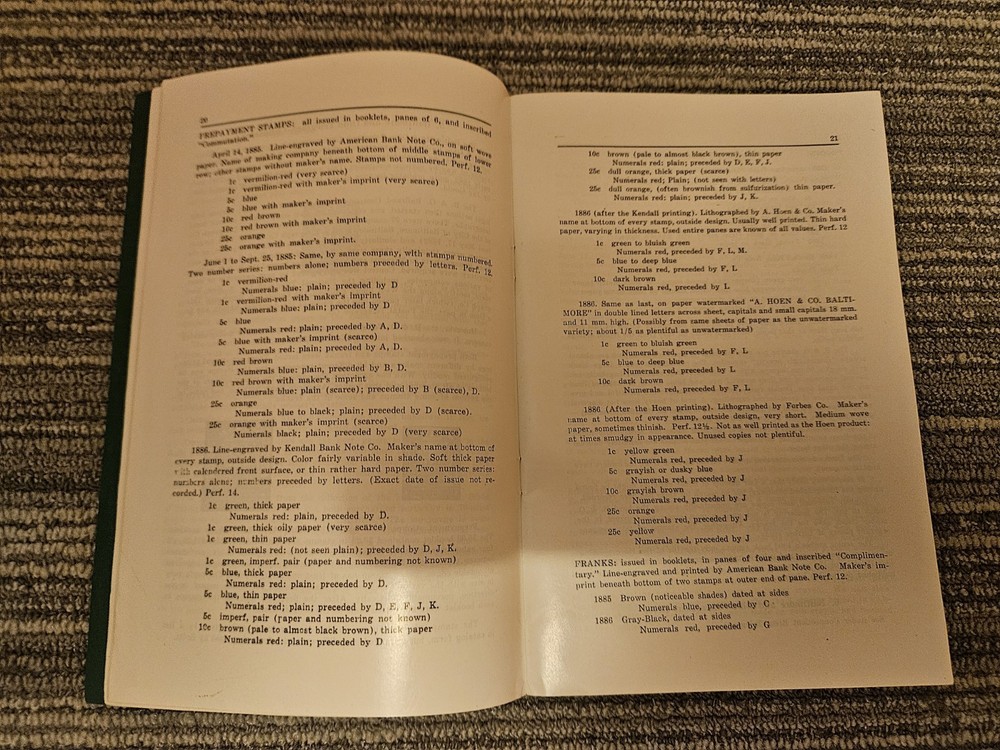 20
PREPAYMENT STAMPS: all issued in booklets, panes of 6, and inscribed
"Commutation."
April 14, 1885. Line-engraved by American Bank Note Co., on soft wove
paper. Name of making company beneath bottom of middle stamps of lower
row; other stamps without maker's name. Stamps not numbered. Perf. 12.
1c vermilion-red (very scarce)
1c vermilion-red with maker's imprint (very scarce)
5c blue
5c blue with maker's imprint
10c red brown
10c red brown with maker's imprint
25c orange
25c orange with maker's imprint.
June 1 to Sept. 25, 1885: Same, by same company, with stamps numbered.
Two number series: numbers alone; numbers preceded by letters. Perf. 12.
1c vermilion-red
Numerals blue: plain; preceded by D
1c vermilion-red with maker's imprint
Numerals blue: plain; preceded by D
5c blue
Numerals red: plain; preceded by A, D.
5c blue with maker's imprint (scarce)
Numerals red: plain; preceded by A, D.
10c red brown
Numerals blue: plain, preceded by B, D.
10c red brown with maker's imprint
Numerals blue: plain (scarce); preceded by B (scarce), D.
25c orange
Numerals blue to black; plain; preceded by D (scarce).
25c orange with maker's imprint (scarce)
Numerals black; plain; preceded by D (very scarce)
1886. Line-engraved by Kendall Bank Note Co. Maker's name at bottom of
every stamp, outside design. Color fairly variable in shade. Soft thick paper
with calendered front surface, or thin rather hard paper. Two number series:
numbers alone; numbers preceded by letters. (Exact date of issue not re-
corded.) Perf. 14.
1c green, thick paper
Numerals red: plain, preceded by D.
1c green, thick oily paper (very scarce)
1c green, thin paper
Numerals red: (not seen plain); preceded by D, J, K.
1c green, imperf. pair (paper and numbering not known)
5c blue, thick paper
Numerals red: plain; preceded by D.
5c blue, thin paper
Numerals red; plain; preceded by D, E, F, J, K.
5c imperf, pair (paper and numbering not known)
10c brown (pale to almost black brown), thick paper
Numerals red: plain; preceded by D
21
10c brown (pale to almost black brown), thin paper
Numerals red: plain; preceded by D, E, F, J.
25c dull orange, thick paper (scarce)
Numerals red; Plain; (not seen with letters)
25c dull orange, (often brownish from sulfurization) thin paper.
Numerals red: plain; preceded by J, K.
1886 (after the Kendall printing). Lithographed by A. Hoen & Co. Maker's
name at bottom of every stamp, outside design. Usually well printed. Thin hard
paper, varying in thickness. Used entire panes are known of all values. Perf. 12
1c green to bluish green
Numerals red, preceded by F, L, M.
5c blue to deep blue
Numerals red, preceded by F, L
10c dark brown
Numerals red, preceded by L
1886. Same as last, on paper watermarked "A. HOEN & CO. BALTI-
MORE" in double lined letters across sheet, capitals and small capitals 18 mm.
and 11 mm. high. (Possibly from same sheets of paper as the unwatermarked
variety; about 1/5 as plentiful as unwatermarked)
1c green to bluish green
Numerals red, preceded by F, L
5c blue to deep blue
Numerals red, preceded by L
10c dark brown
Numerals red, preceded by F, L
1886 (After the Hoen printing). Lithographed by Forbes Co. Maker's
name at bottom of every stamp, outside design, very short. Medium wove
paper, sometimes thinish. Perf. 12½. Not as well printed as the Hoen product:
at times smudgy in appearance. Unused copies not plentiful.
1c yellow green
Numerals red, preceded by J
5c grayish or dusky blue
Numerals red, preceded by J
10c grayish brown
Numerals red, preceded by J
25c orange
Numerals red, preceded by J
25c yellow
Numerals red, preceded by J
FRANKS: issued in booklets, in panes of four and inscribed "Complimen-
tary." Line-engraved and printed by American Bank Note Co. Maker's im-
print beneath bottom of two stamps at outer end of pane. Perf. 12.
1885 Brown (noticeable shades) dated at sides
Numerals blue, preceded by C
1886 Gray-Black, dated at sides
Numerals red, preceded by G